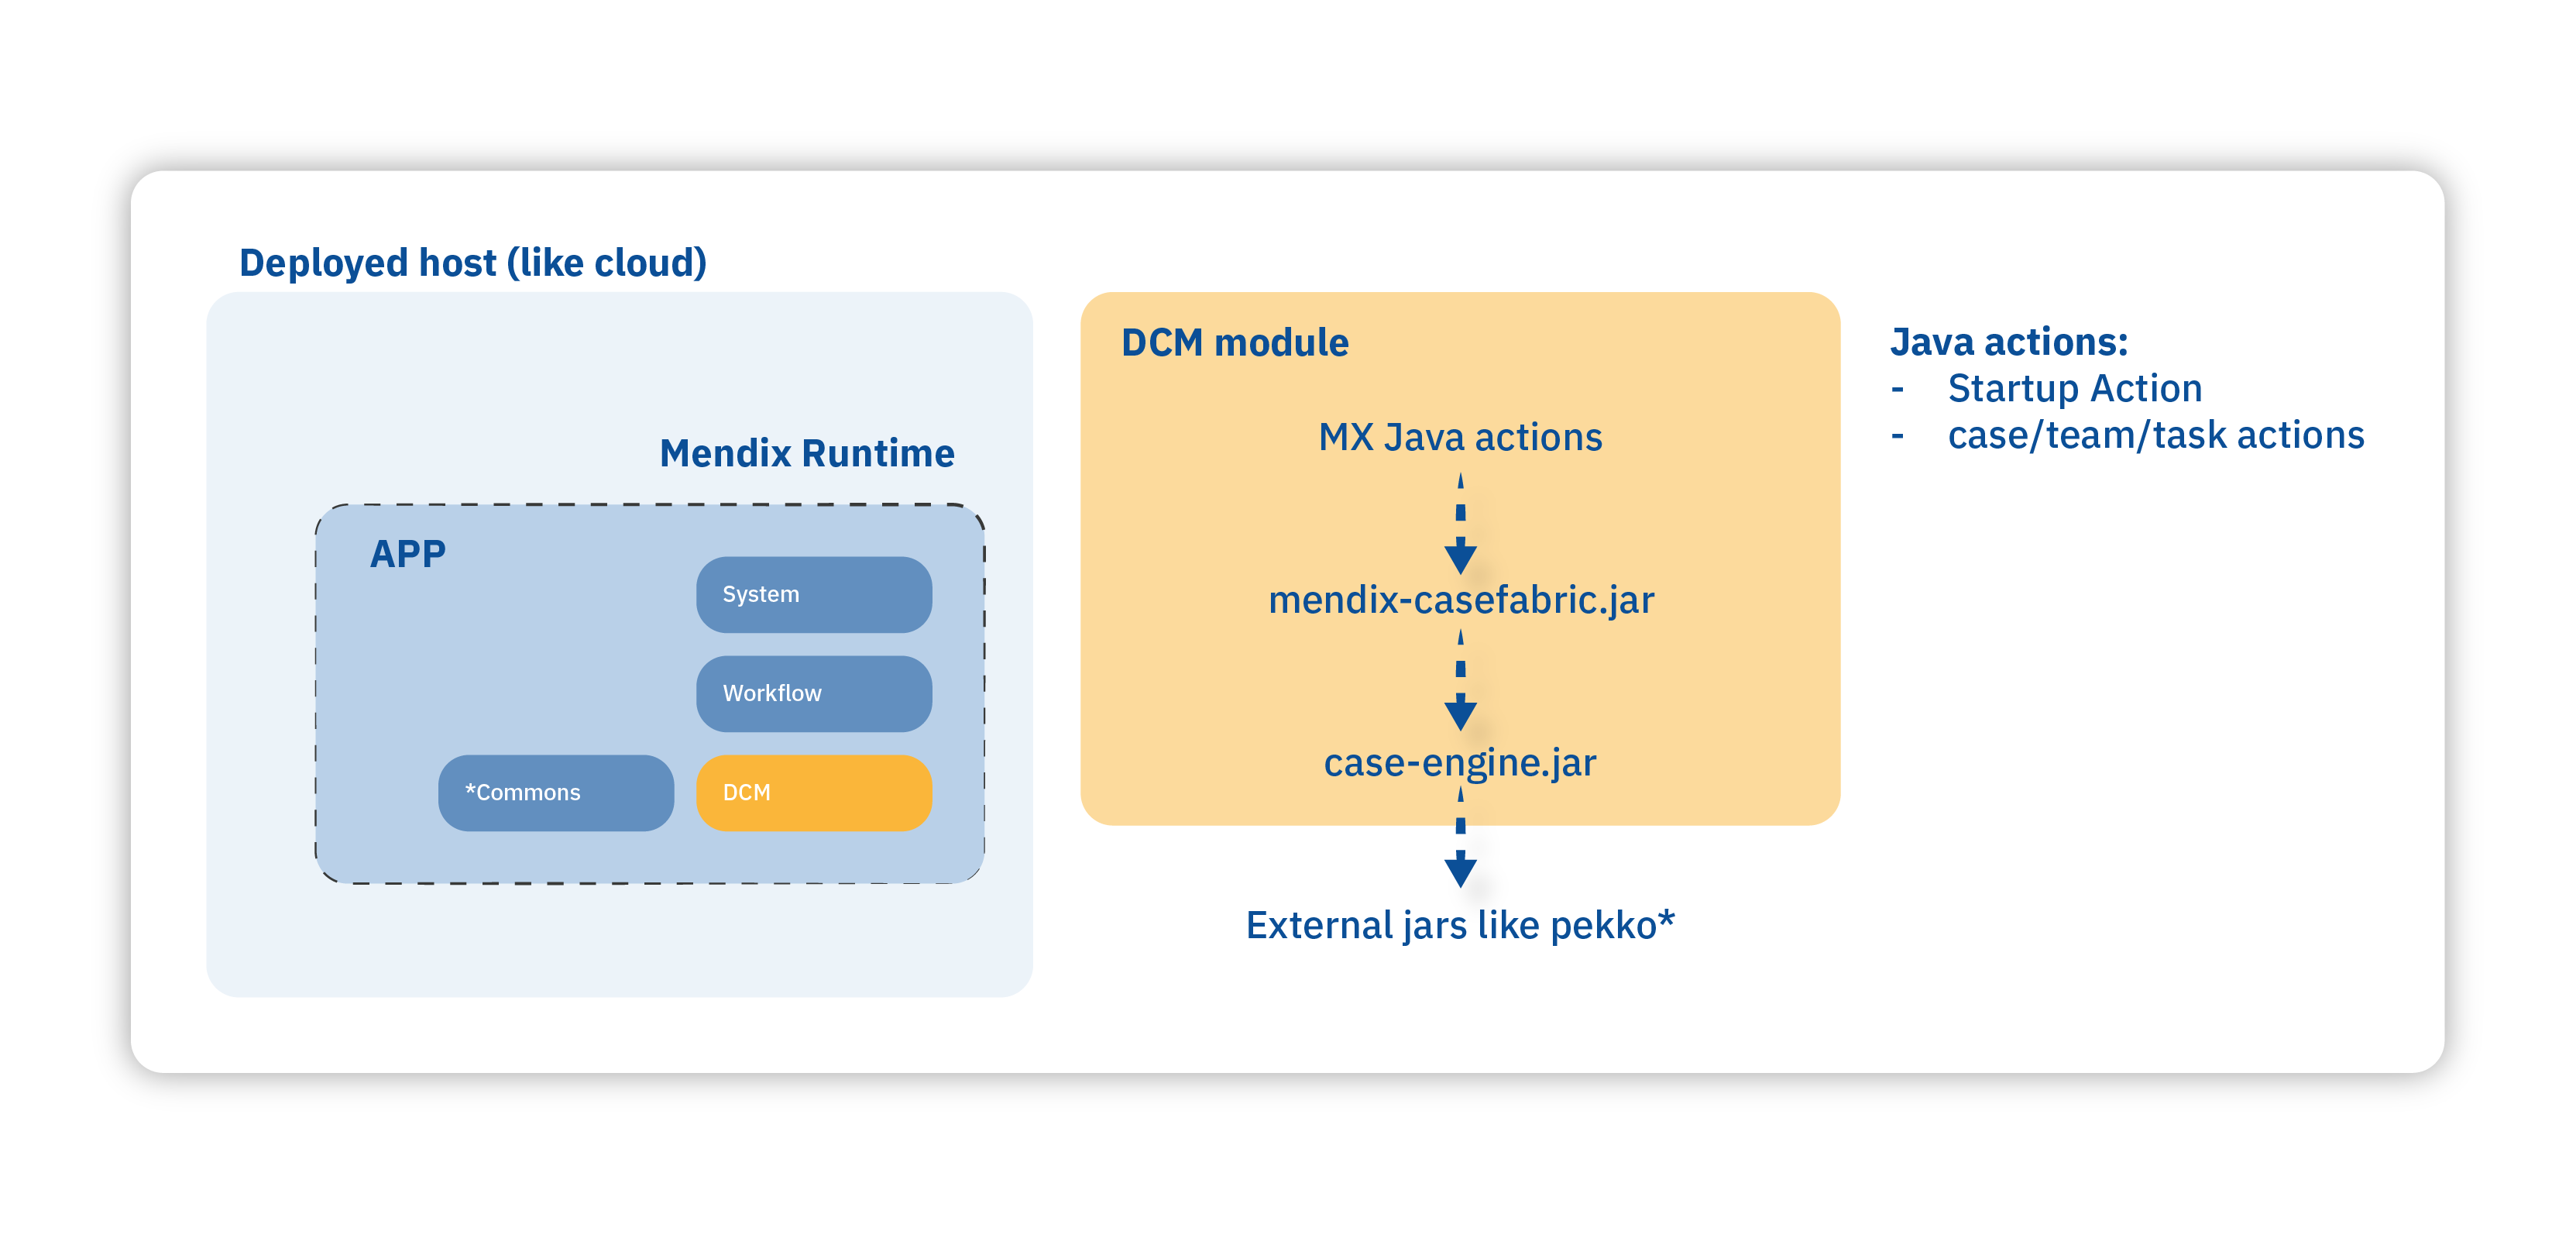 Deployed host (like cloud)
Mendix Runtime
APP
System
Workflow
*Commons
DCM
DCM module
MX Java actions
mendix-casefabric.jar
case-engine.jar
External jars like pekko*
Java actions:
- Startup Action
- case/team/task actions